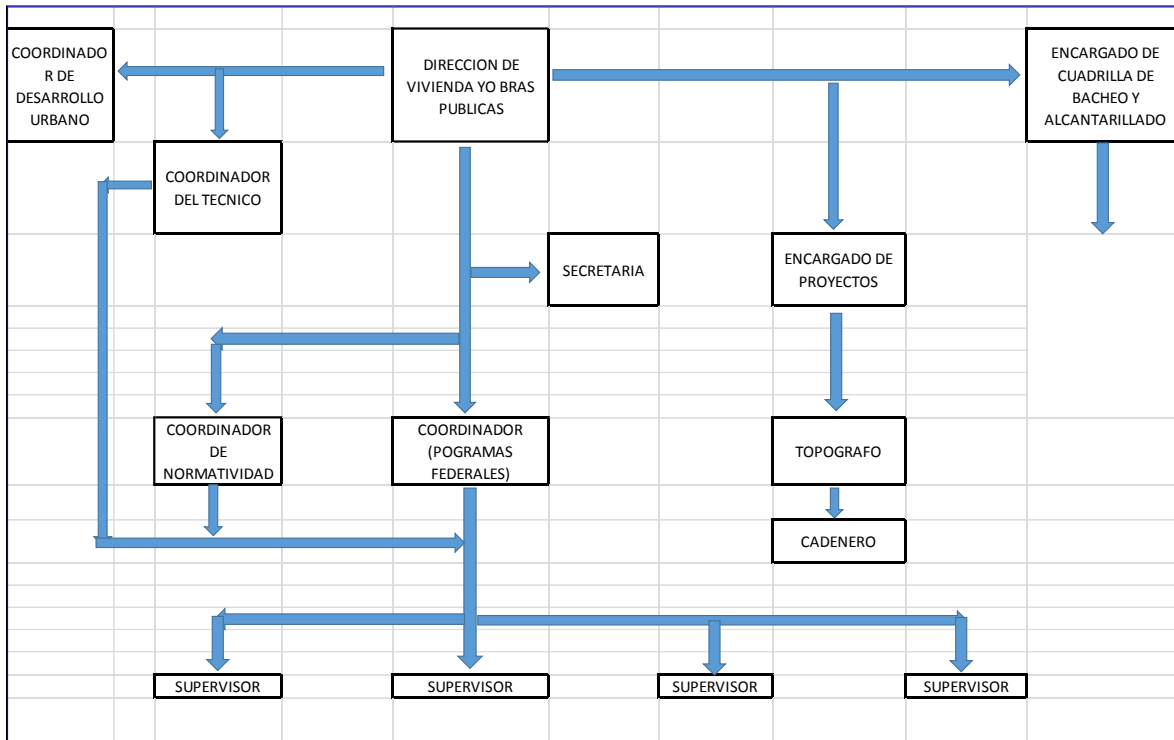 COORDINADO
R DE
DESARROLLO
URBANO
DIRECCION DE
VIVIENDA YO BRAS
PUBLICAS
ENCARGADO DE
CUADRILLA DE
BACHEO Y
ALCANTARILLADO
COORDINADOR
DEL TECNICO
SECRETARIA
ENCARGADO DE
PROYECTOS
COORDINADOR
DE
NORMATIVIDAD
COORDINADOR
(POGRAMAS
FEDERALES)
TOPOGRAFO
CADENERO
SUPERVISOR
SUPERVISOR
SUPERVISOR
SUPERVISOR